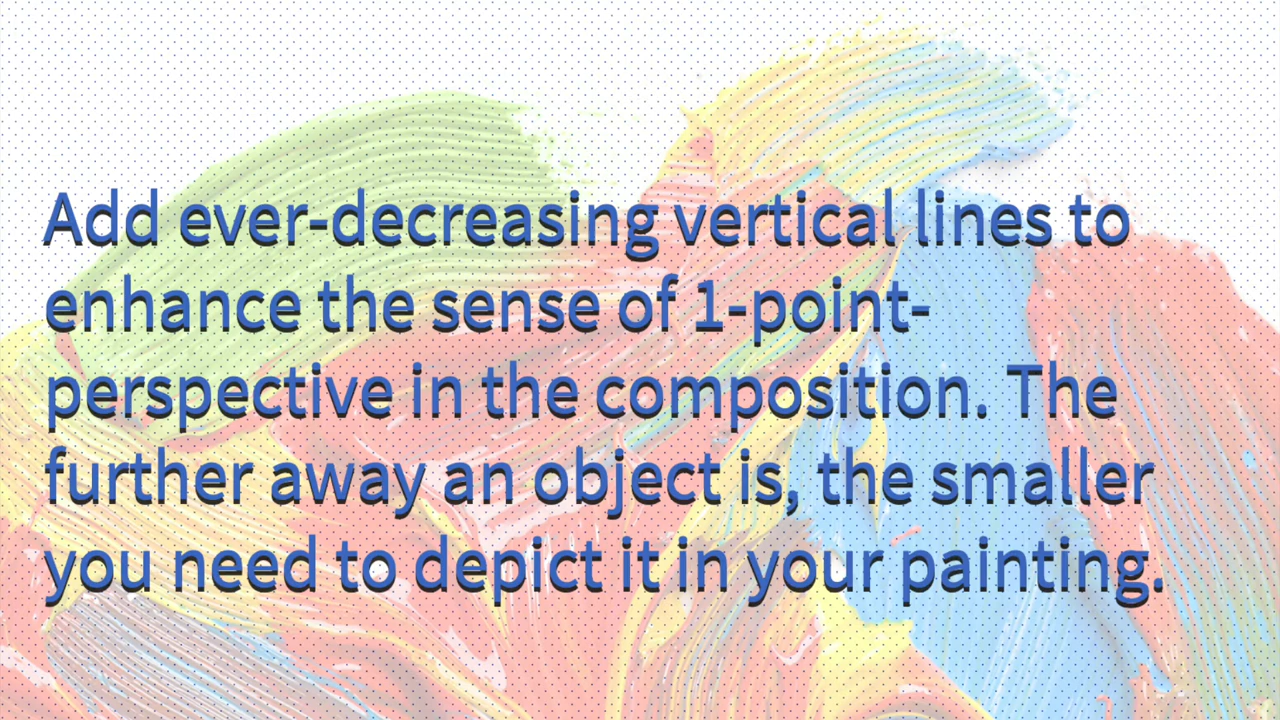 Add ever-decreasing vertical lines to
enhance the sense of 1-point-
perspective in the composition. The
further away an object is, the smaller
you need to depict it in your painting.